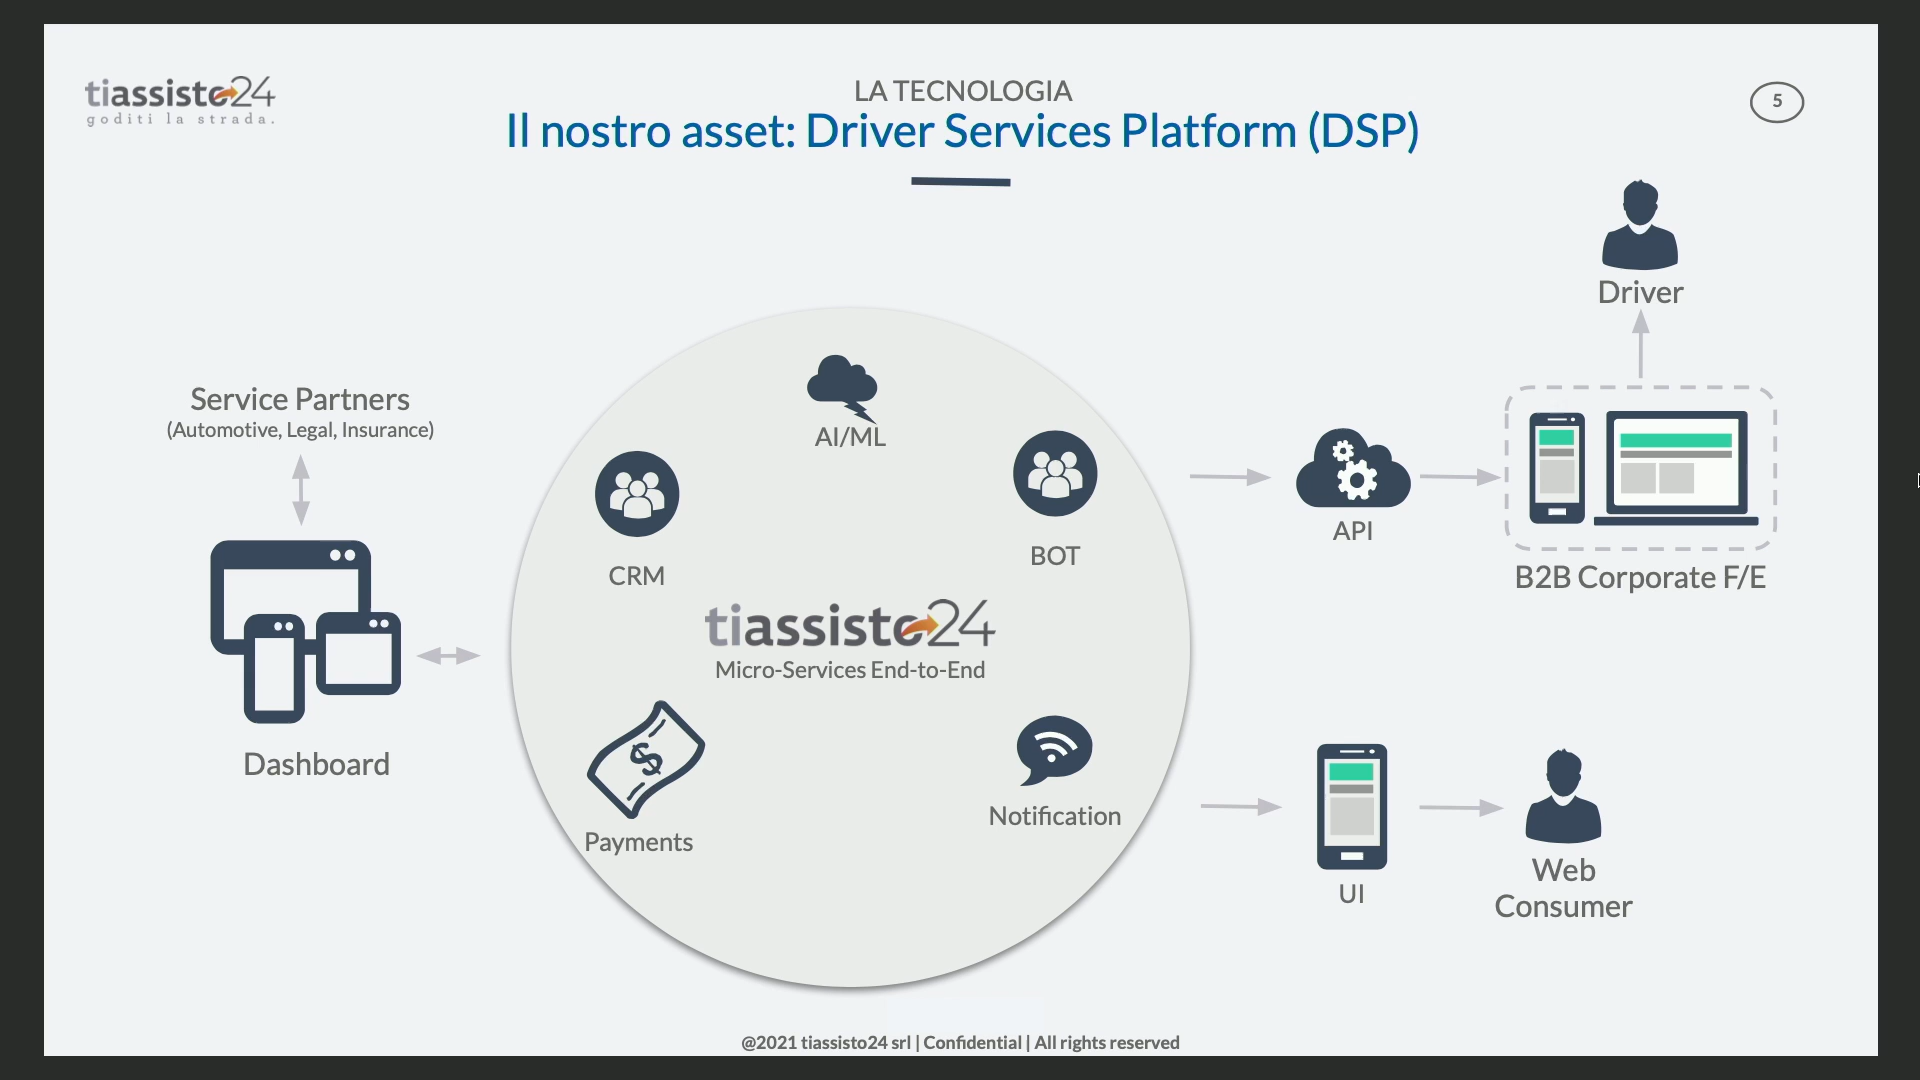 tiassisto24
goditi la strada.
LA TECNOLOGIA
Il nostro asset: Driver Services Platform (DSP)
5
Driver
Service Partners
(Automotive, Legal, Insurance)
AI/ML
CRM
BOT
API
B2B Corporate F/E
tiassisto24
Micro-Services End-to-End
Dashboard
$
Payments
Notification
UI
Web
Consumer
@2021 tiassisto24 srl | Confidential | All rights reserved